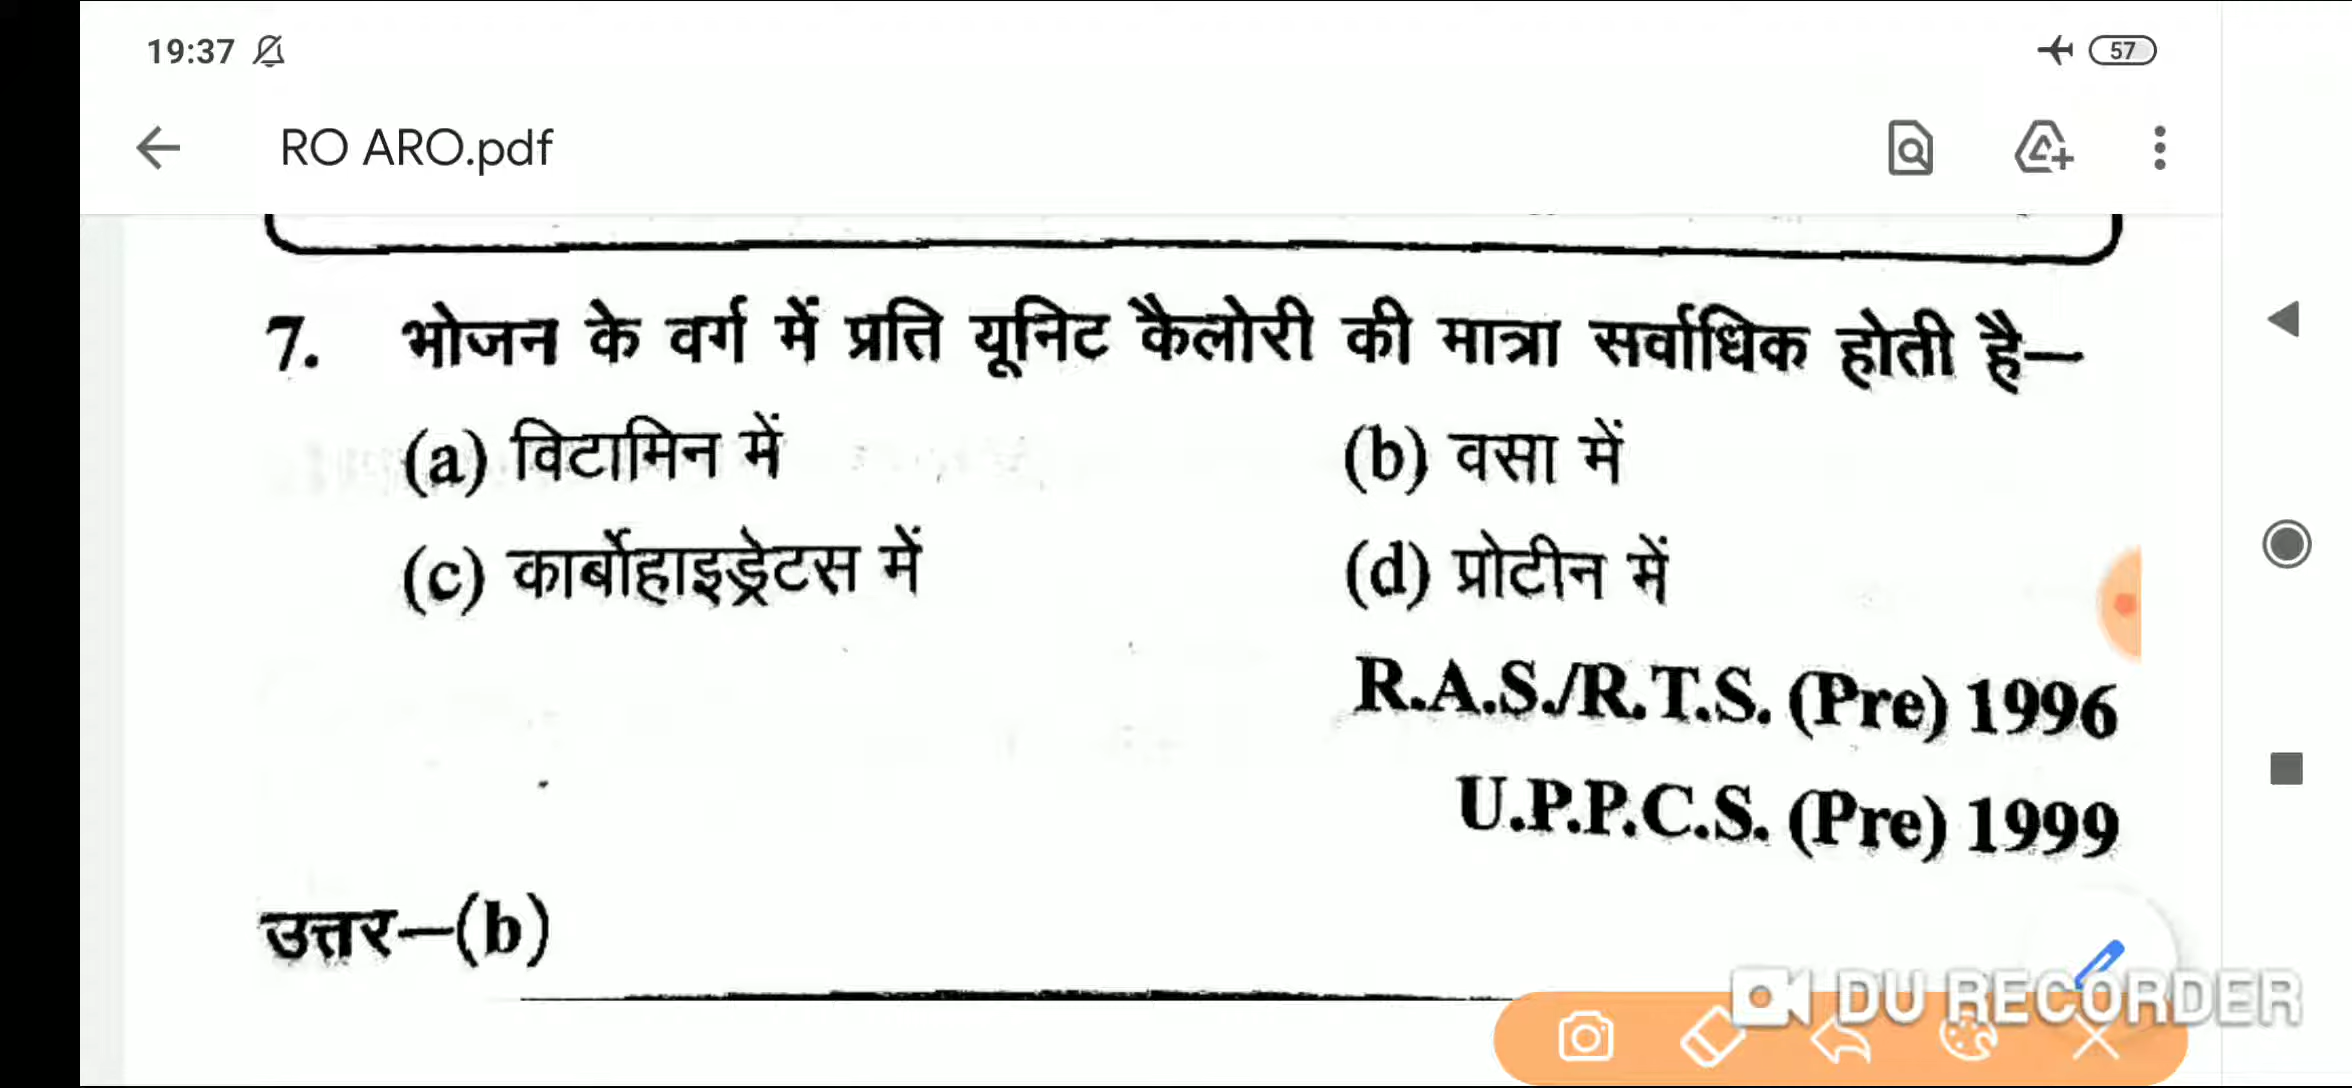 19:37
57
RO ARO.pdf
7. भोजन के वर्ग में प्रति यूनिट कैलोरी की मात्रा सर्वाधिक होती है—
(a) विटामिन में (b) वसा में
(c) कार्बोहाइड्रेटस में (d) प्रोटीन में
R.A.S./R.T.S. (Pre) 1996
U.P.P.C.S. (Pre) 1999
उत्तर—(b)
DU RECORDER